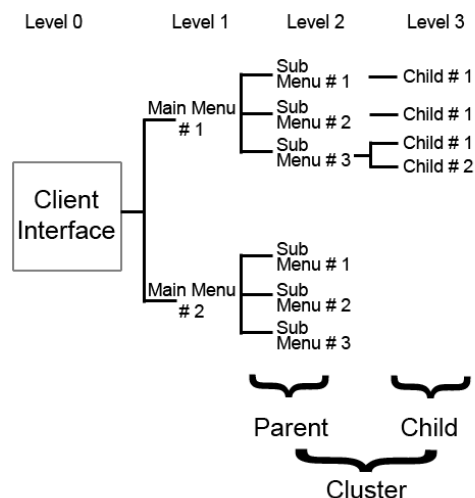 Level 0 Level 1 Level 2 Level 3
Sub
Menu # 1
Child # 1
Main Menu
# 1
Sub
Menu # 2
Child # 1
Sub
Menu # 3
Child # 1
Child # 2
Client
Interface
Sub
Menu # 1
Main Menu
# 2
Sub
Menu # 2
Sub
Menu # 3
Parent Child
Cluster